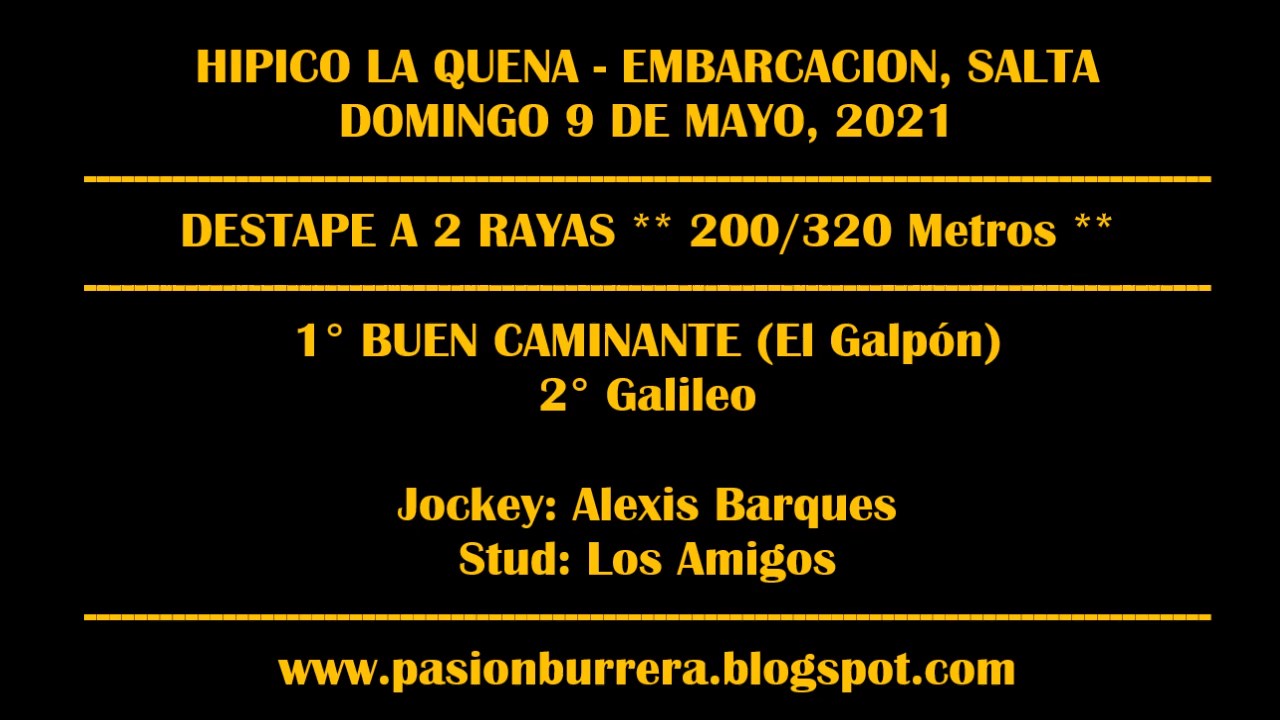 HIPICO LA QUENA - EMBARCACION, SALTA
DOMINGO 9 DE MAYO, 2021
DESTAPE A 2 RAYAS ** 200/320 Metros **
1° BUEN CAMINANTE (El Galpón)
2° Galileo
Jockey: Alexis Barques
Stud: Los Amigos
www.pasionburrera.blogspot.com